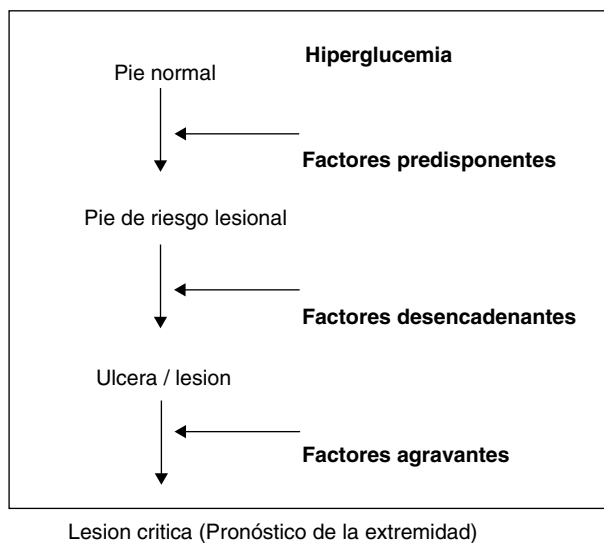 Hiperglucemia
Pie normal
Factores predisponentes
Pie de riesgo lesional
Factores desencadenantes
Ulcera / lesion
Factores agravantes
Lesion critica (Pronóstico de la extremidad)